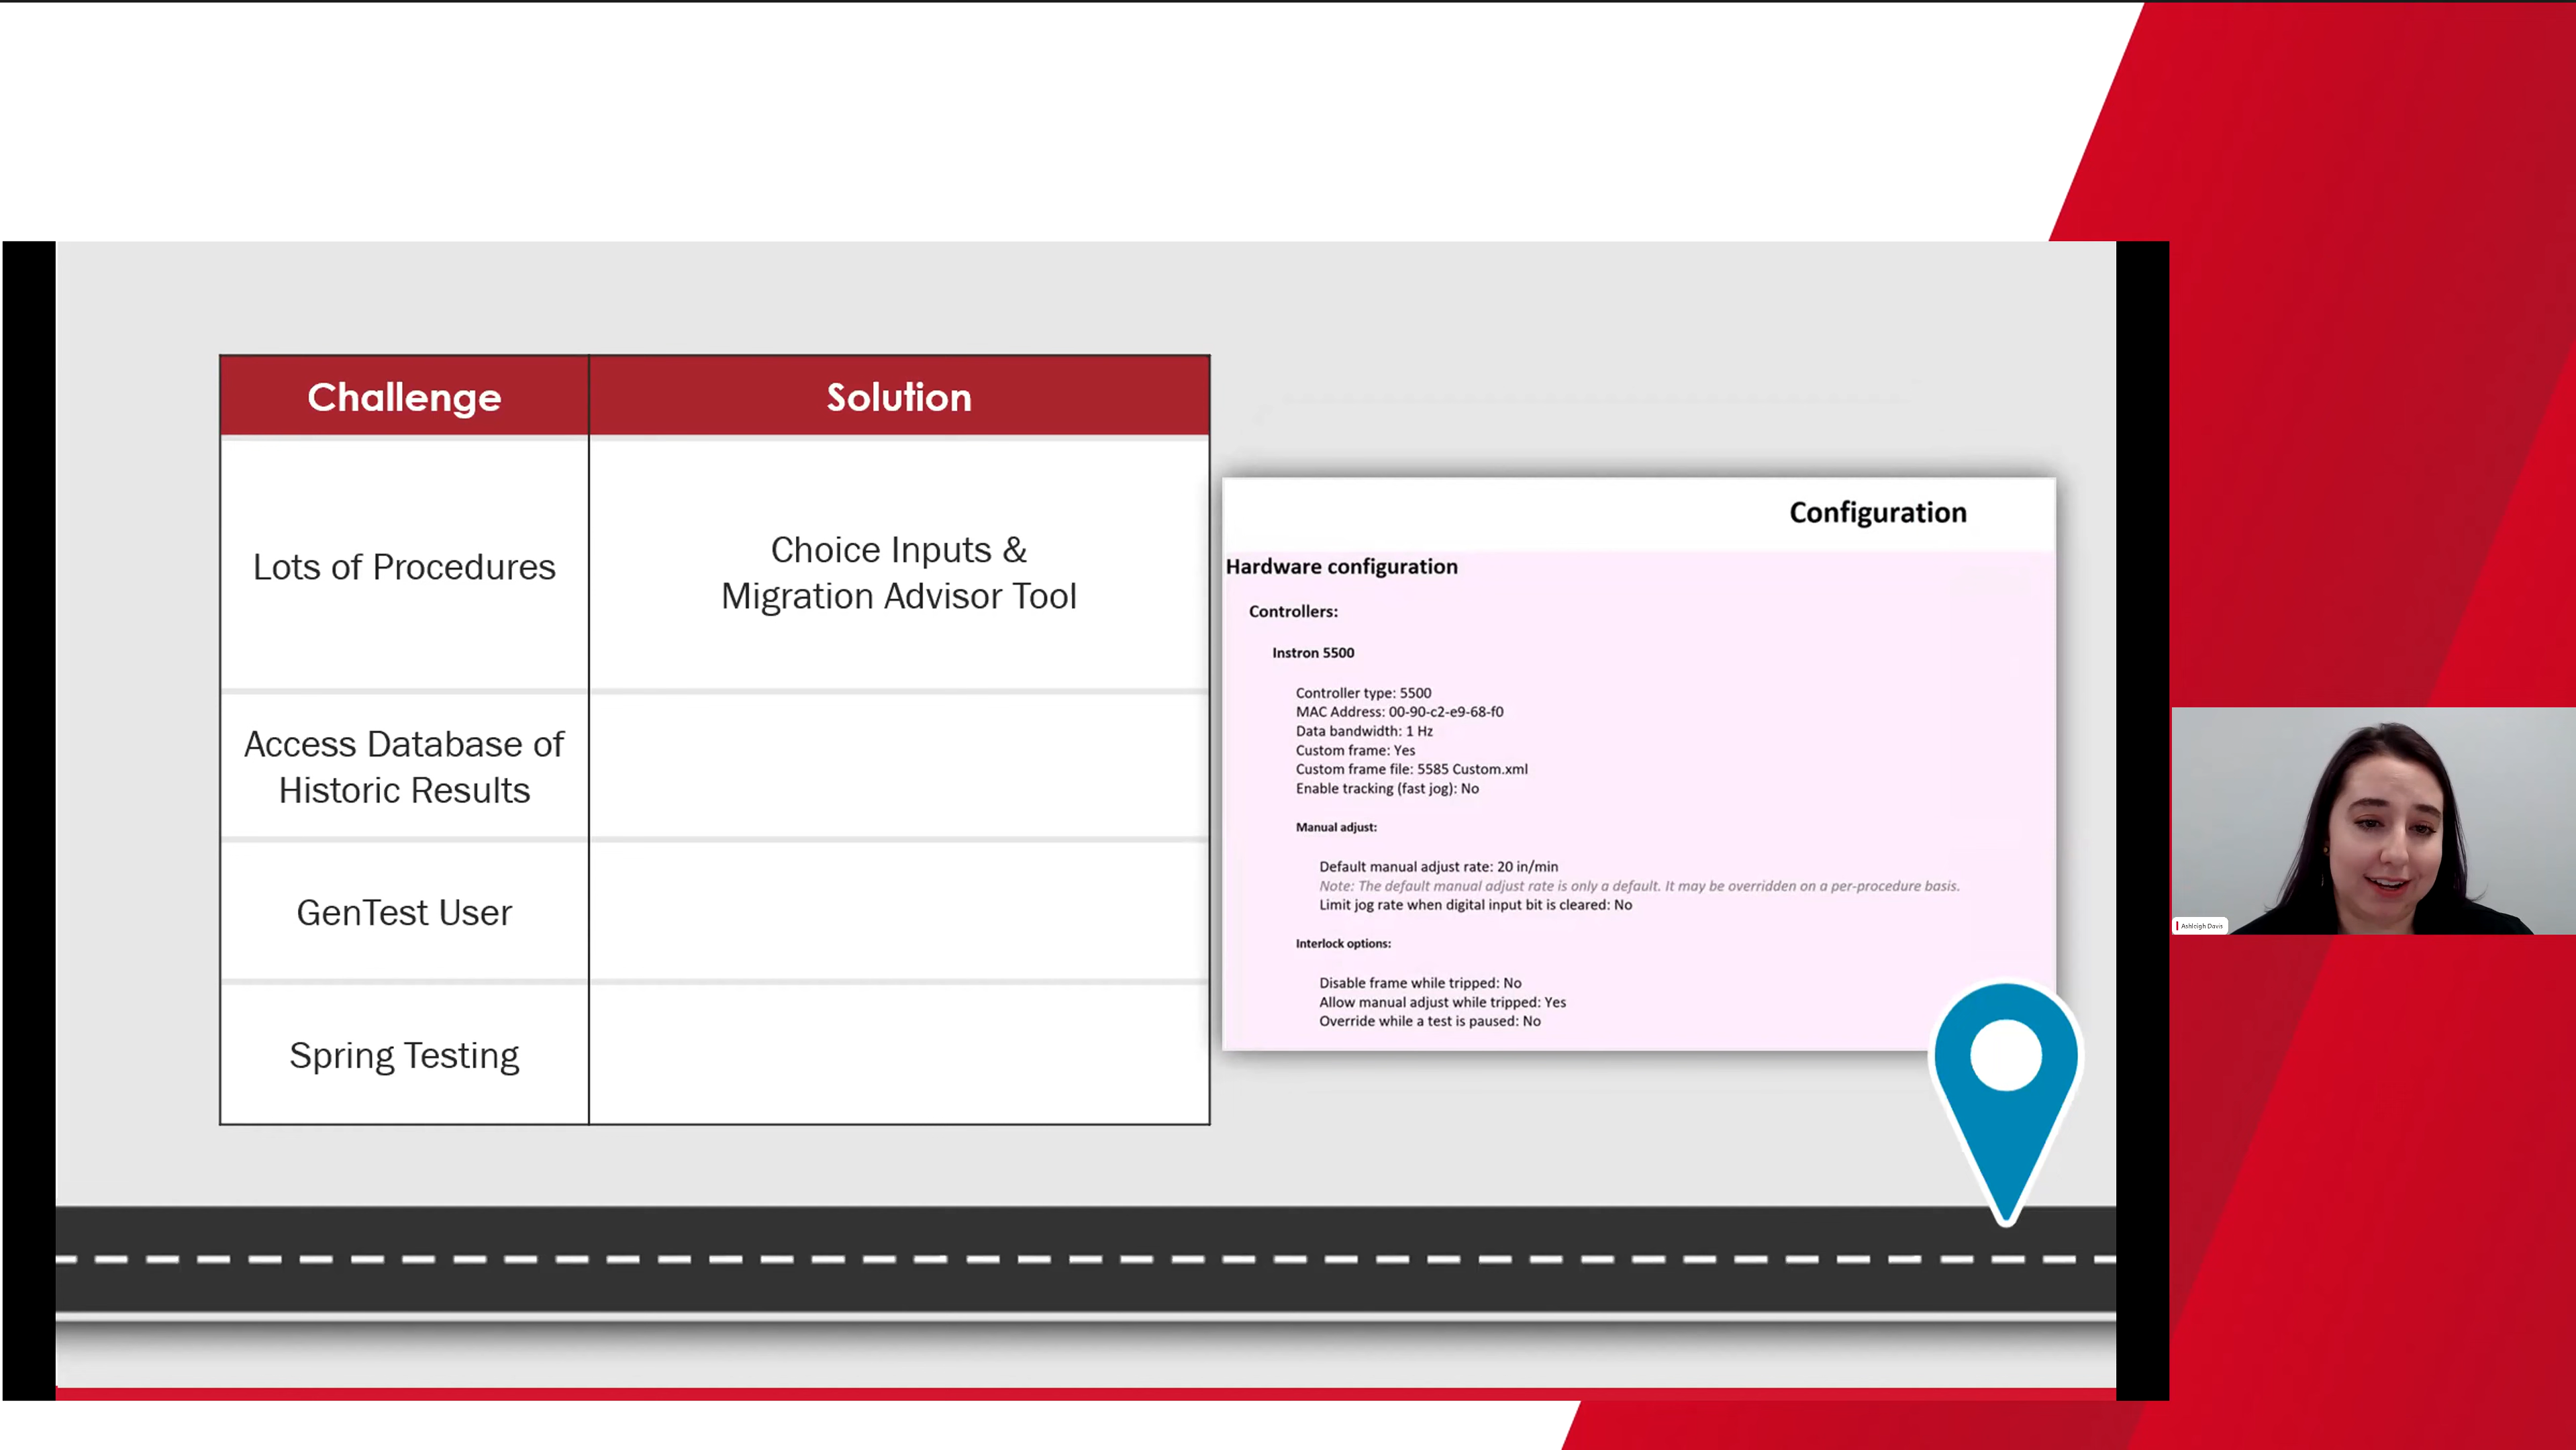 Challenge
Solution
Lots of Procedures
Choice Inputs &
Migration Advisor Tool
Access Database of
Historic Results
GenTest User
Spring Testing
Configuration
Hardware configuration
Controllers:
Instron 5500
Controller type: 5500
MAC Address: 00-90-c2-e9-68-f0
Data bandwidth: 1 Hz
Custom frame: Yes
Custom frame file: 5585 Custom.xml
Enable tracking (fast jog): No
Manual adjust:
Default manual adjust rate: 20 in/min
Note: The default manual adjust rate is only a default. It may be overridden on a per-procedure basis.
Limit jog rate when digital input bit is cleared: No
Interlock options:
Disable frame while tripped: No
Allow manual adjust while tripped: Yes
Override while a test is paused: No
Ashleigh Davis